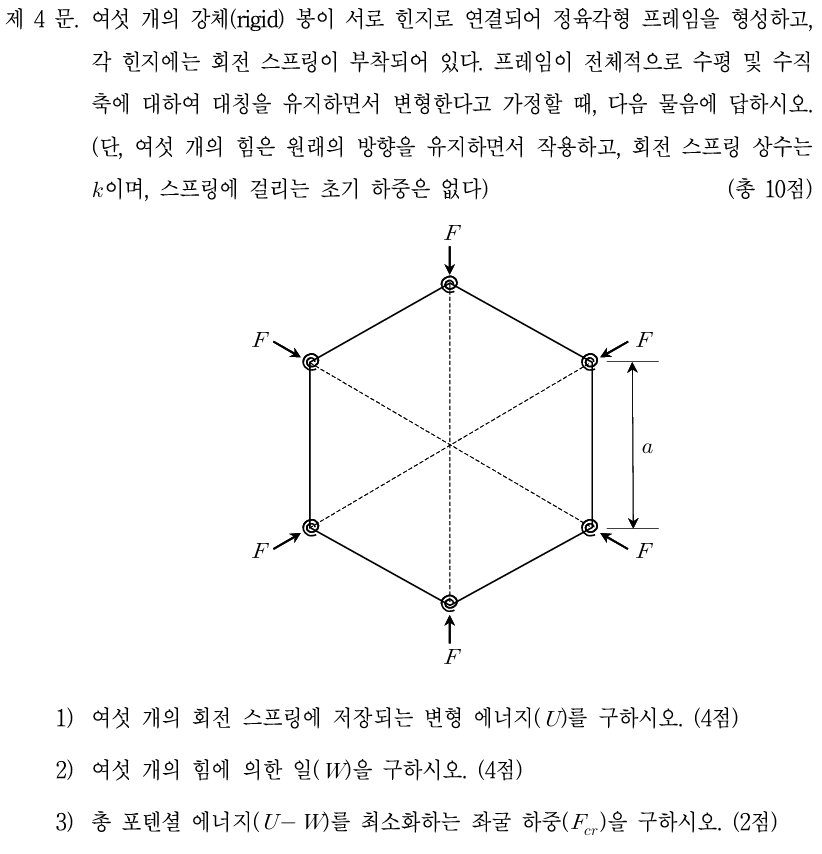 제 4 문. 여섯 개의 강체(rigid) 봉이 서로 힌지로 연결되어 정육각형 프레임을 형성하고,
각 힌지에는 회전 스프링이 부착되어 있다. 프레임이 전체적으로 수평 및 수직
축에 대하여 대칭을 유지하면서 변형한다고 가정할 때, 다음 물음에 답하시오.
(단, 여섯 개의 힘은 원래의 방향을 유지하면서 작용하고, 회전 스프링 상수는
k이며, 스프링에 걸리는 초기 하중은 없다) (총 10점)
F
F
F
a
F
F
F
1) 여섯 개의 회전 스프링에 저장되는 변형 에너지(U)를 구하시오. (4점)
2) 여섯 개의 힘에 의한 일(W)을 구하시오. (4점)
3) 총 포텐셜 에너지(U-W)를 최소화하는 좌굴 하중(F_cr)을 구하시오. (2점)